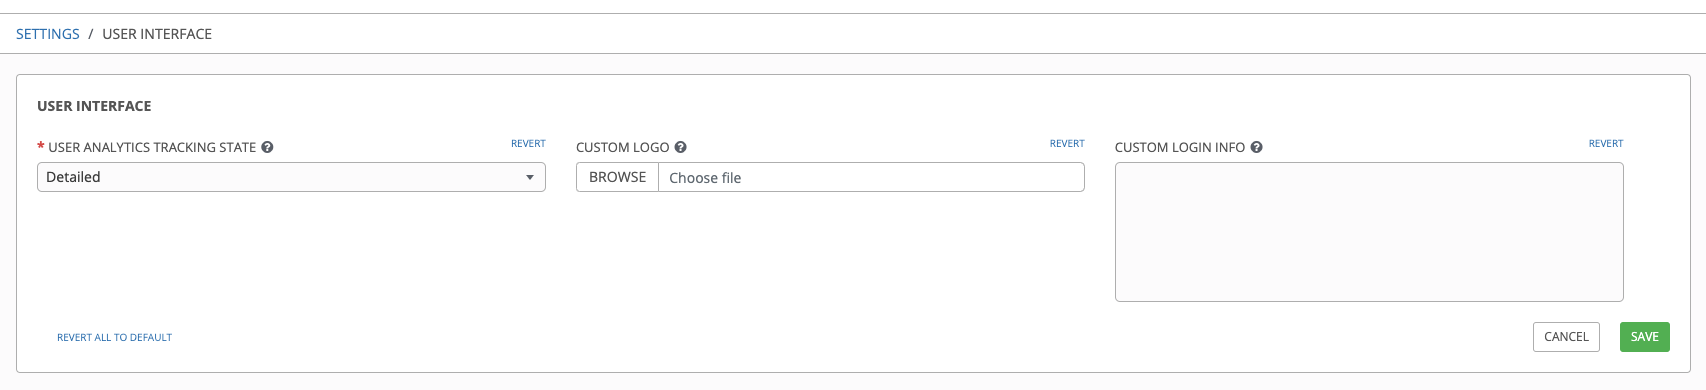 SETTINGS / USER INTERFACE
USER INTERFACE
* USER ANALYTICS TRACKING STATE ? REVERT
Detailed
CUSTOM LOGO ? REVERT
BROWSE Choose file
CUSTOM LOGIN INFO ? REVERT
REVERT ALL TO DEFAULT
CANCEL SAVE